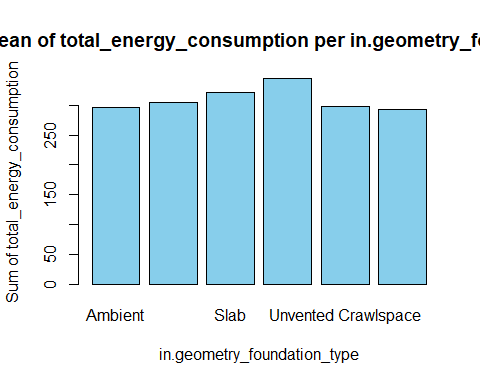 ean of total_energy_consumption per in.geometry_fo
Sum of total_energy_consumption
250
150
50
0
Ambient Slab Unvented Crawlspace
in.geometry_foundation_type